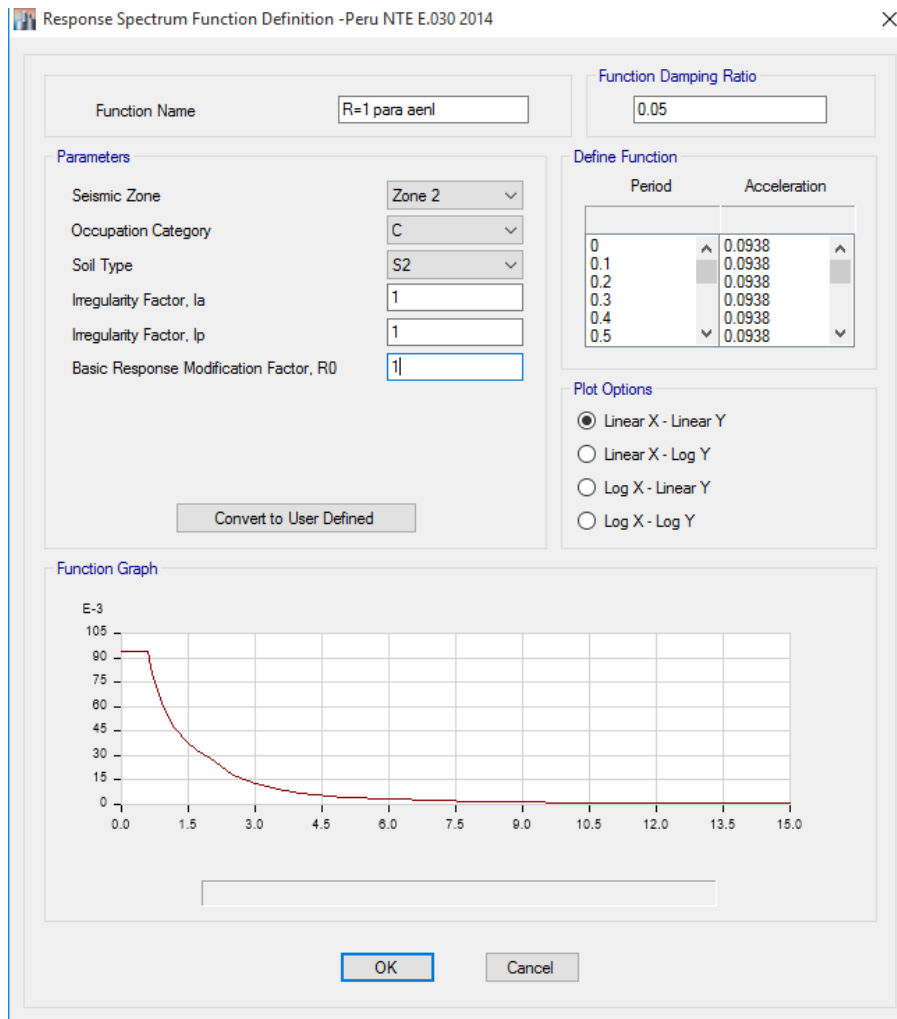 Response Spectrum Function Definition -Peru NTE E.030 2014
Function Damping Ratio
Function Name R=1 para aenl 0.05
Parameters
Define Function
Seismic Zone Zone 2
Period Acceleration
Occupation Category C
Soil Type S2
Irregularity Factor, Ia 1
Irregularity Factor, Ip 1
Basic Response Modification Factor, R0 1
0 0.0938
0.1 0.0938
0.2 0.0938
0.3 0.0938
0.4 0.0938
0.5 0.0938
Plot Options
Linear X - Linear Y
Linear X - Log Y
Log X - Linear Y
Log X - Log Y
Convert to User Defined
Function Graph
E-3
105
90
75
60
45
30
15
0
0.0 1.5 3.0 4.5 6.0 7.5 9.0 10.5 12.0 13.5 15.0
OK Cancel